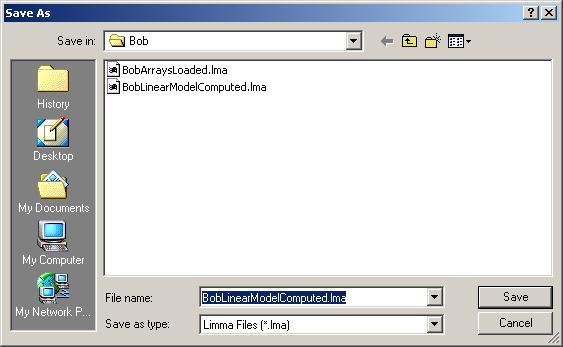 Save As
Save in: Bob
BobArraysLoaded.lma
BobLinearModelComputed.lma
History
Desktop
My Documents
My Computer
My Network P...
File name: BobLinearModelComputed.lma Save
Save as type: Limma Files (*.lma) Cancel